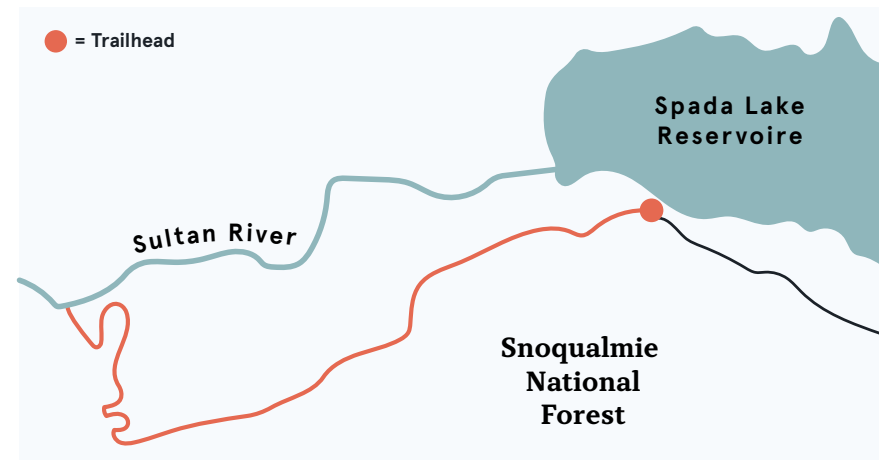 = Trailhead
Spada Lake
Reservoire
Sultan River
Snoqualmie
National
Forest